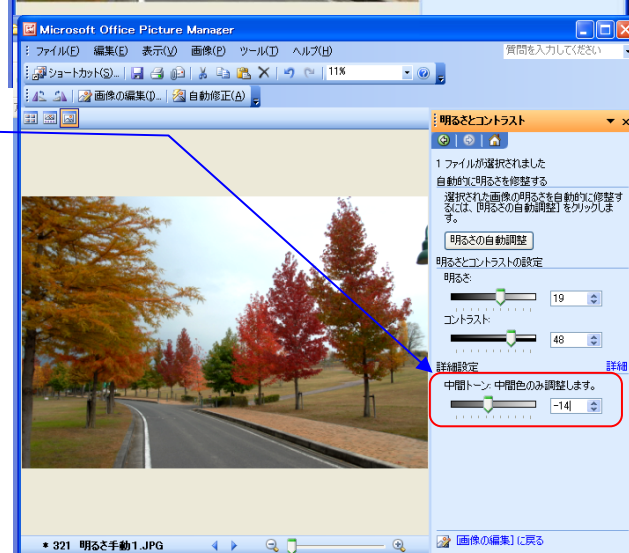 Microsoft Office Picture Manager
ファイル(F) 編集(E) 表示(V) 画像(P) ツール(T) ヘルプ(H) 質問を入力してください
ショートカット(S)... 11%
画像の編集(I)... 自動修正(A)
明るさとコントラスト
1 ファイルが選択されました
自動的に明るさを修整する
選択された画像の明るさを自動的に修整す
るには、[明るさの自動調整] をクリックしま
す。
明るさの自動調整
明るさとコントラストの設定
明るさ:
19
コントラスト:
48
詳細設定 詳細
中間トーン: 中間色のみ調整します。
-14
* 321 明るさ手動1.JPG
[画像の編集] に戻る